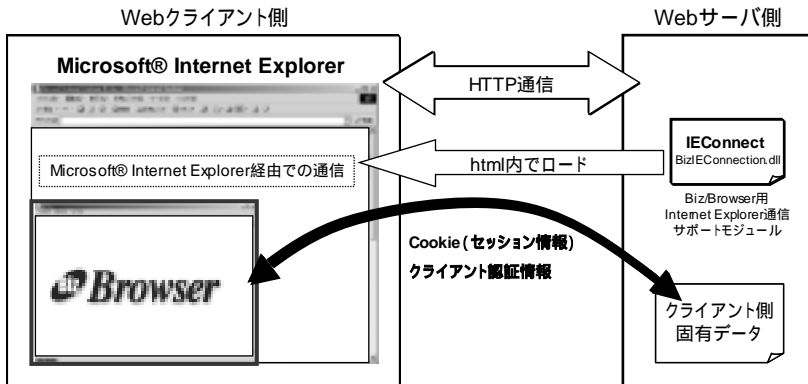 Webクライアント側
Webサーバ側
Microsoft® Internet Explorer
HTTP通信
IEConnect
BizIEConnection.dll
html内でロード
Microsoft® Internet Explorer経由での通信
Biz/Browser用
Internet Explorer通信
サポートモジュール
Browser
Cookie(セッション情報)
クライアント認証情報
クライアント側
固有データ